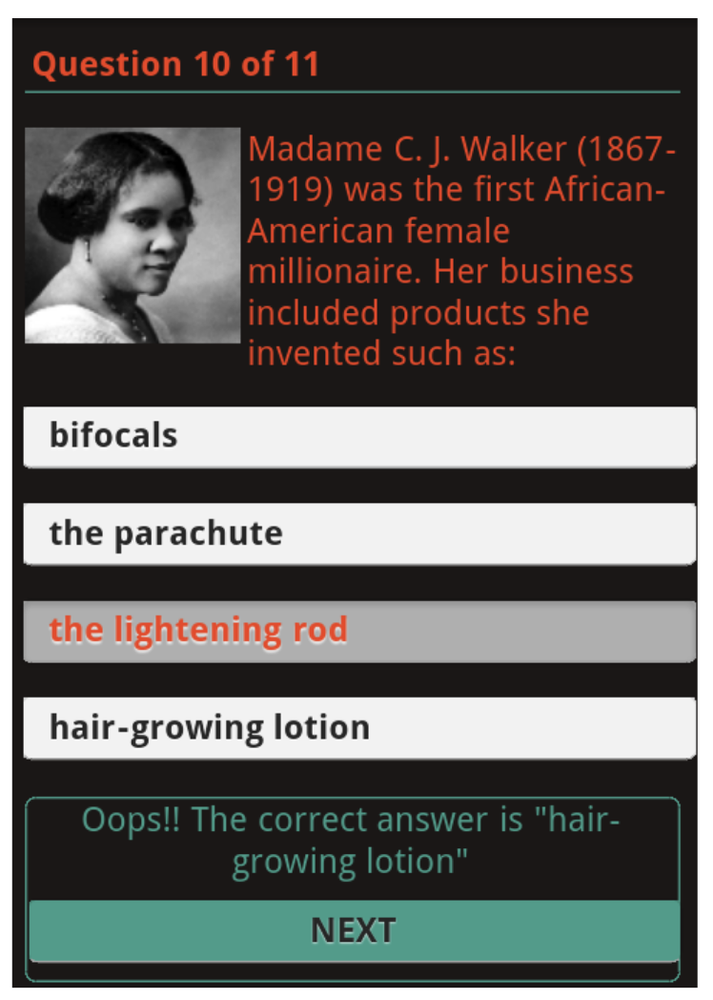 Question 10 of 11
Madame C. J. Walker (1867-
1919) was the first African-
American female
millionaire. Her business
included products she
invented such as:
bifocals
the parachute
the lightening rod
hair-growing lotion
Oops!! The correct answer is "hair-
growing lotion"
NEXT